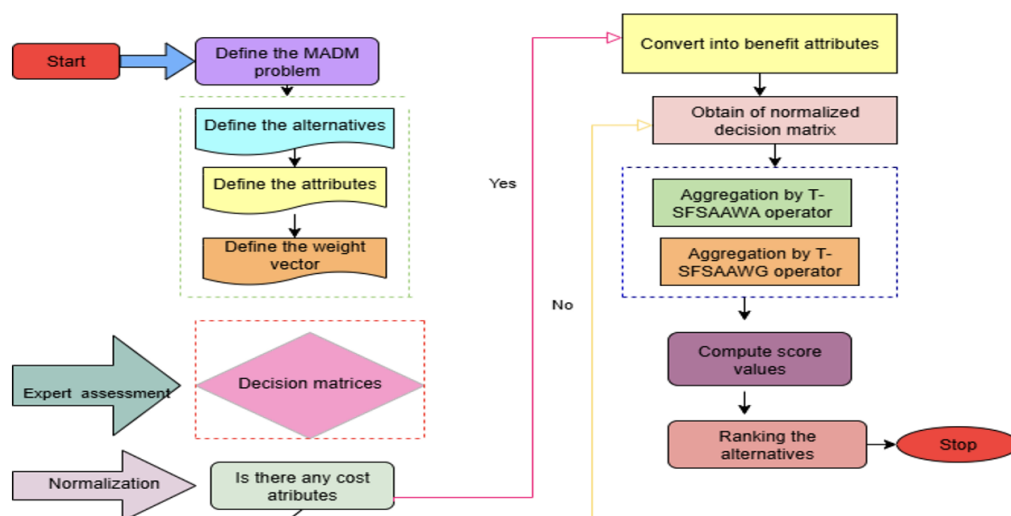 Start
Define the MADM
problem
Define the alternatives
Define the attributes
Define the weight
vector
Expert assessment
Decision matrices
Normalization
Is there any cost
atributes
Yes
No
Convert into benefit attributes
Obtain of normalized
decision matrix
Aggregation by T-
SFSAAWA operator
Aggregation by T-
SFSAAWG operator
Compute score
values
Ranking the
alternatives
Stop